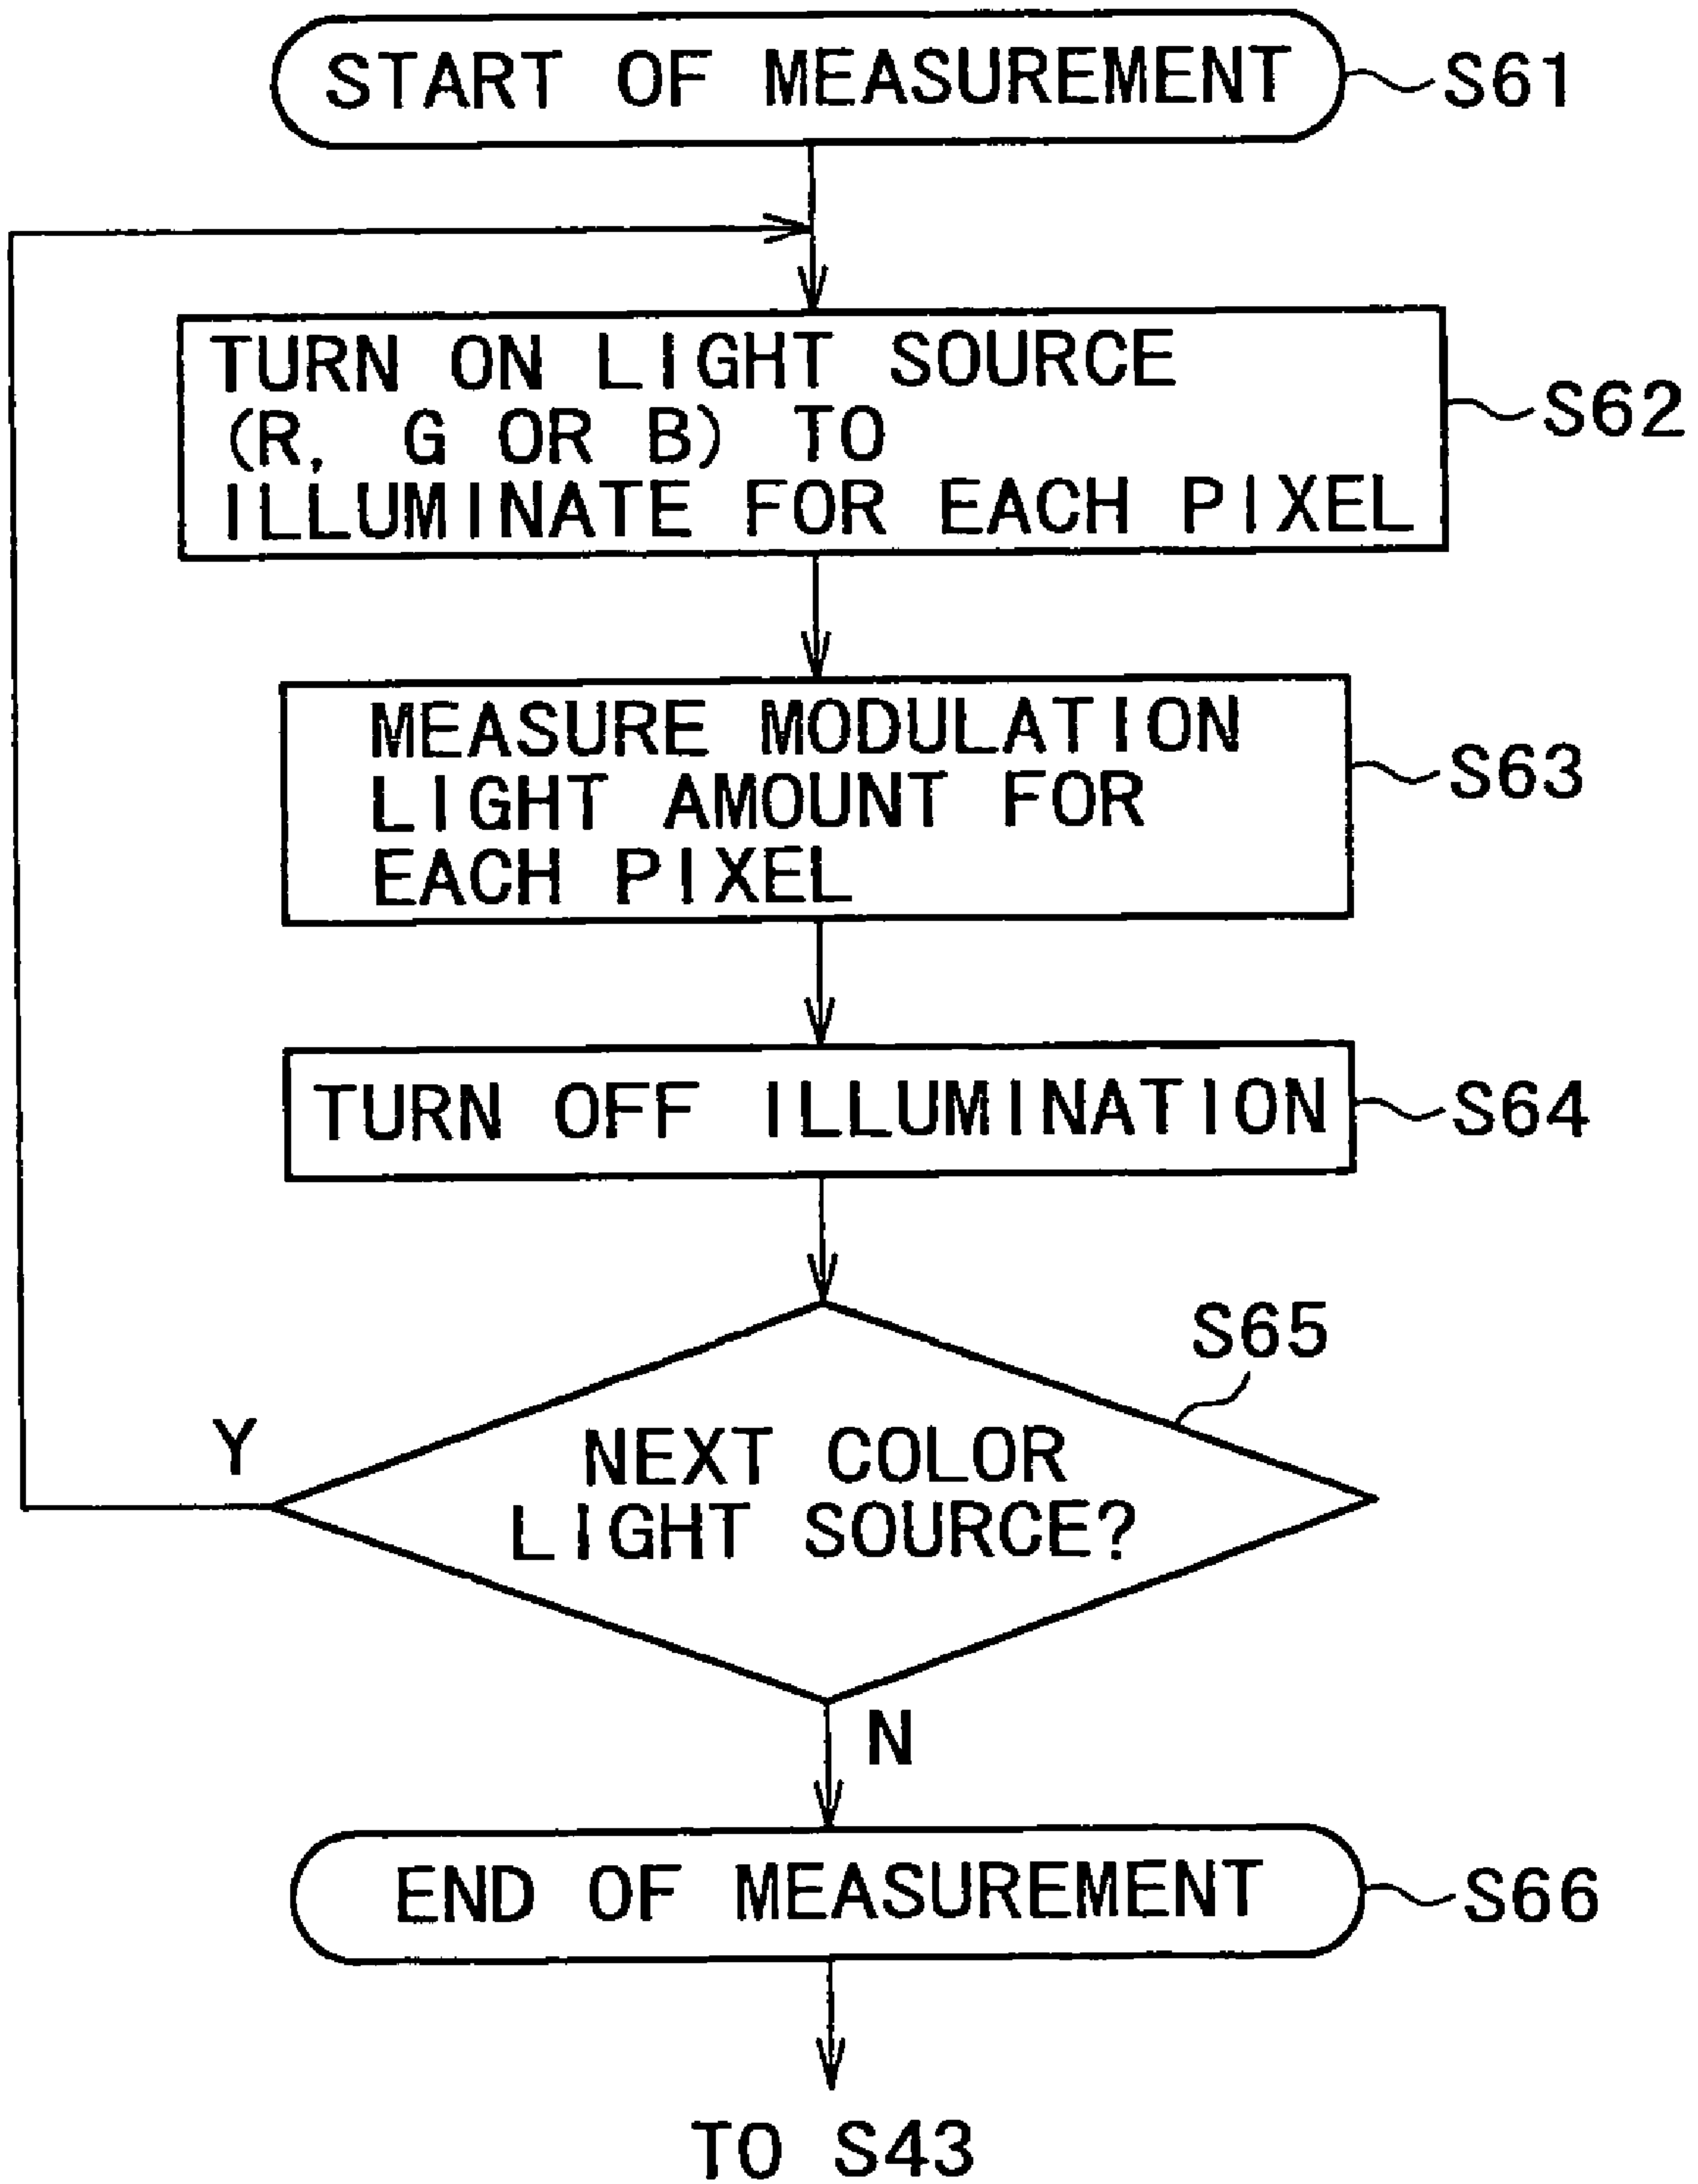 START OF MEASUREMENT
S61
TURN ON LIGHT SOURCE
(R, G OR B) TO
ILLUMINATE FOR EACH PIXEL
S62
MEASURE MODULATION
LIGHT AMOUNT FOR
EACH PIXEL
S63
TURN OFF ILLUMINATION
S64
S65
Y
NEXT COLOR
LIGHT SOURCE?
N
END OF MEASUREMENT
S66
TO S43